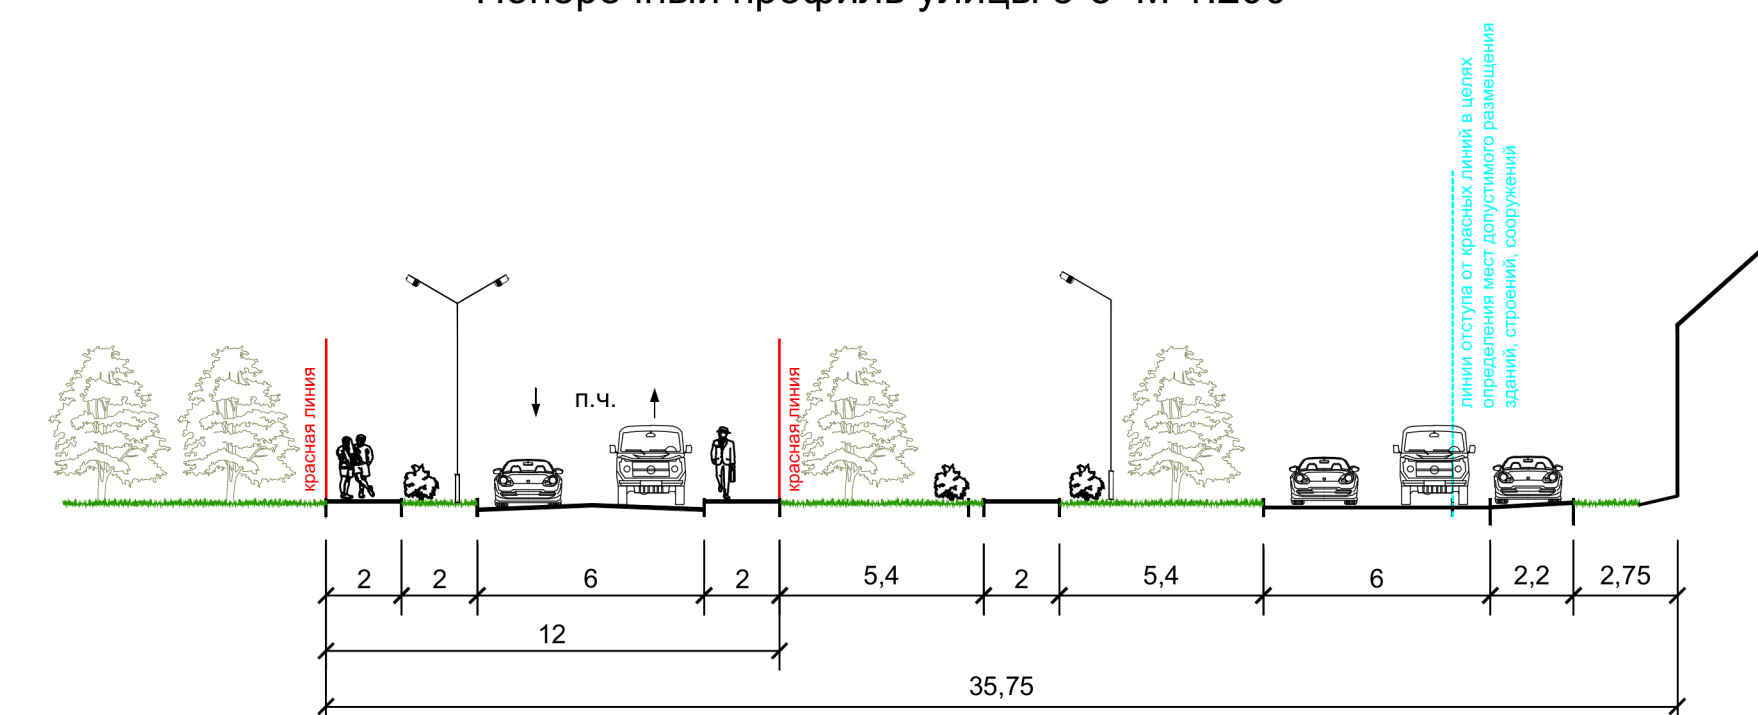 красная линия
п.ч.
красная линия
линии отступа от красных линий в целях
определения мест допустимого размещения
зданий, строений, сооружений
2
2
6
2
5,4
2
5,4
6
2,2
2,75
12
35,75